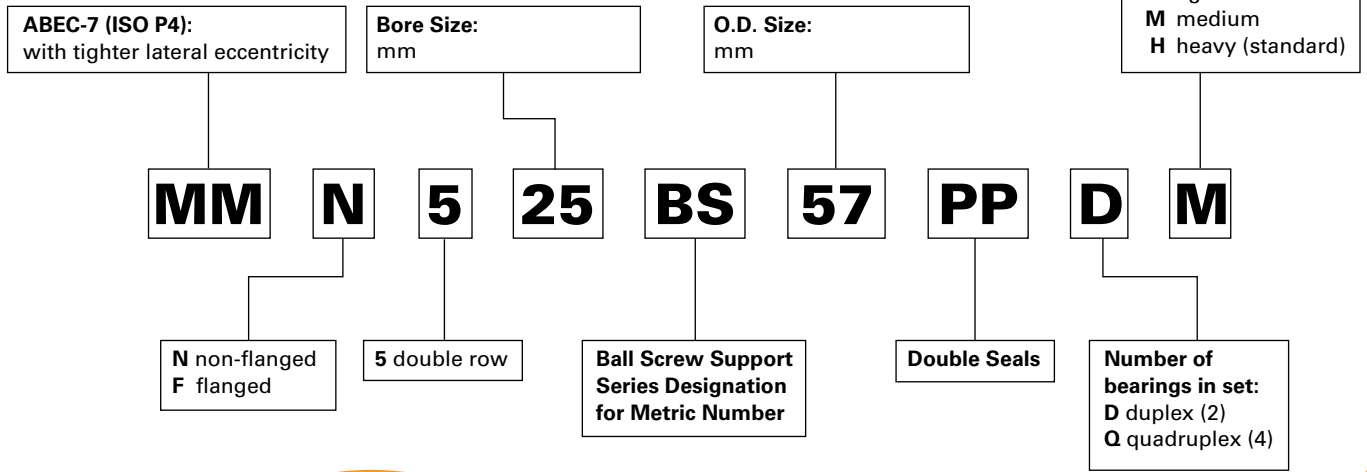 ABEC-7 (ISO P4):
with tighter lateral eccentricity
Bore Size:
mm
O.D. Size:
mm
M medium
H heavy (standard)
MM N 5 25 BS 57 PP D M
N non-flanged
F flanged
5 double row
Ball Screw Support
Series Designation
for Metric Number
Double Seals
Number of
bearings in set:
D duplex (2)
Q quadruplex (4)